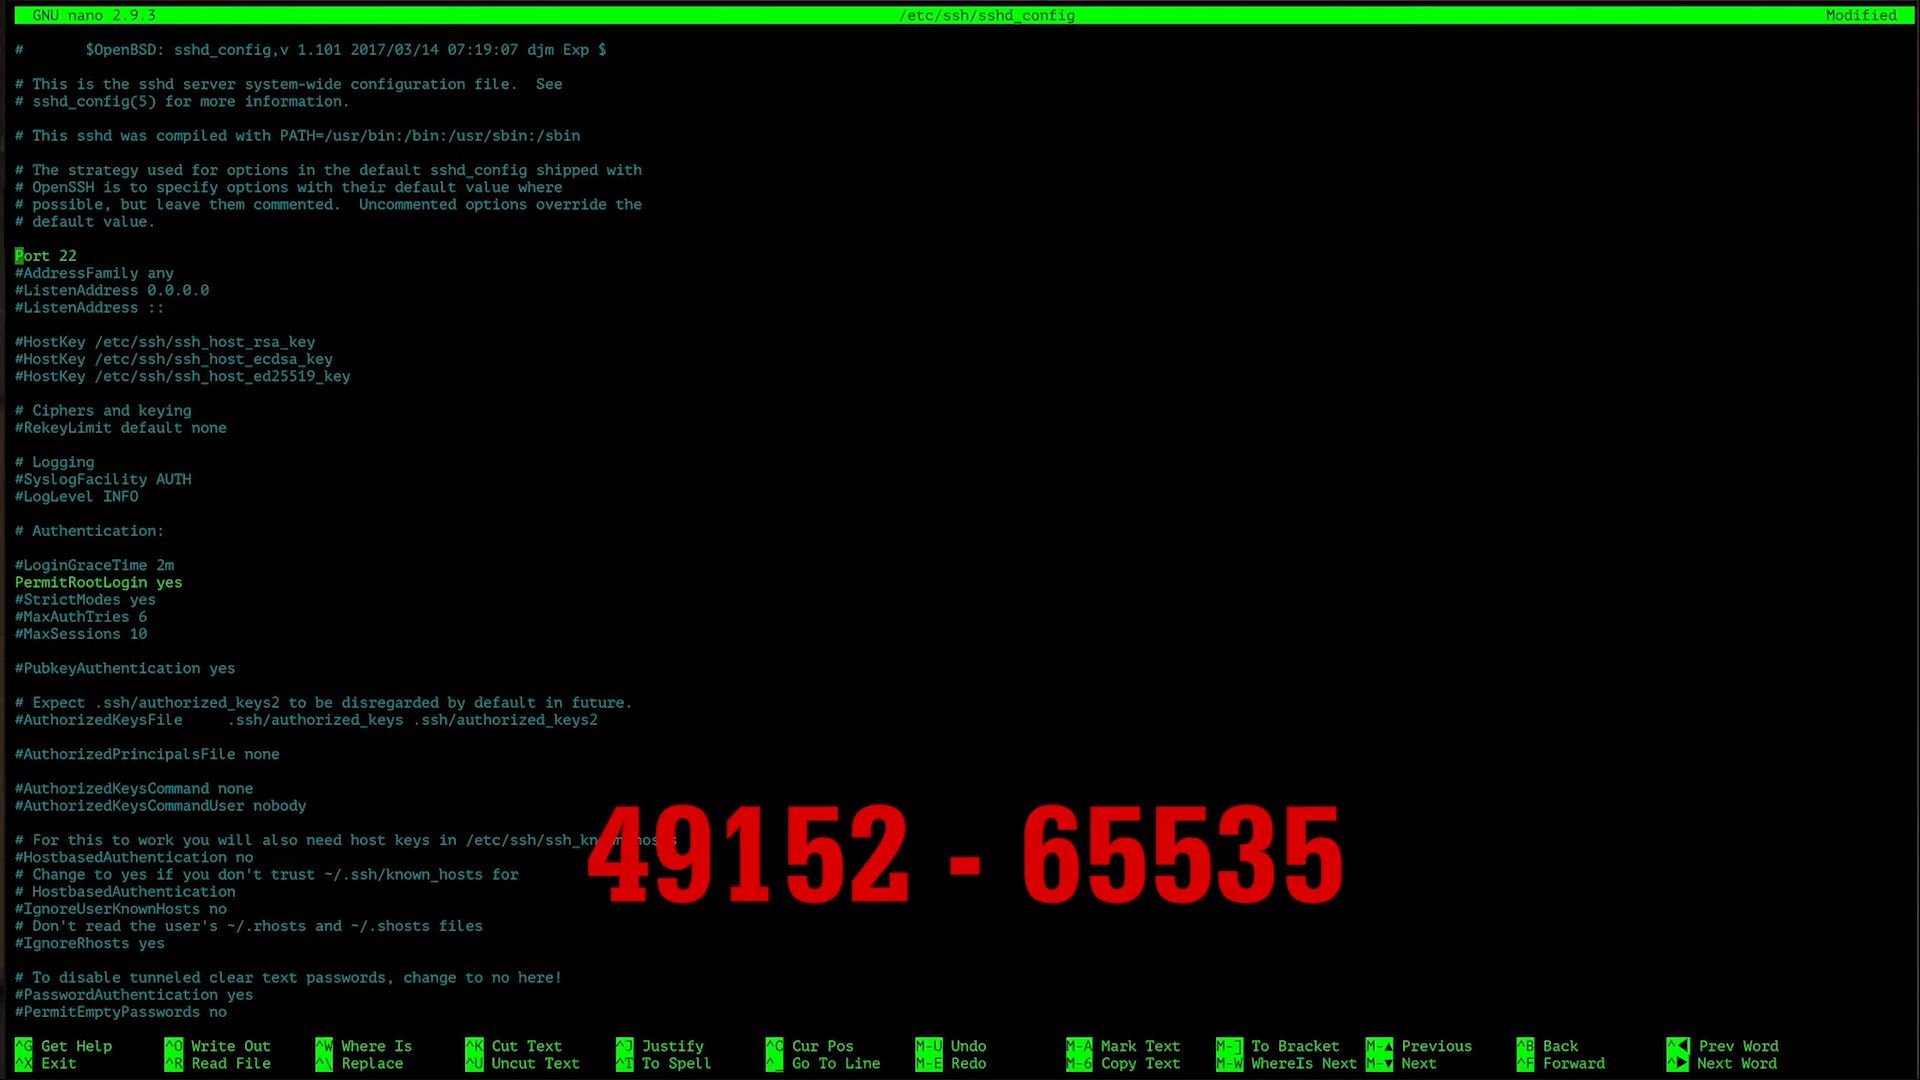 GNU nano 2.9.3 /etc/ssh/sshd_config Modified
# $OpenBSD: sshd_config,v 1.101 2017/03/14 07:19:07 djm Exp $
# This is the sshd server system-wide configuration file.  See
# sshd_config(5) for more information.
# This sshd was compiled with PATH=/usr/bin:/bin:/usr/sbin:/sbin
# The strategy used for options in the default sshd_config shipped with
# OpenSSH is to specify options with their default value where
# possible, but leave them commented.  Uncommented options override the
# default value.
Port 22
#AddressFamily any
#ListenAddress 0.0.0.0
#ListenAddress ::
#HostKey /etc/ssh/ssh_host_rsa_key
#HostKey /etc/ssh/ssh_host_ecdsa_key
#HostKey /etc/ssh/ssh_host_ed25519_key
# Ciphers and keying
#RekeyLimit default none
# Logging
#SyslogFacility AUTH
#LogLevel INFO
# Authentication:
#LoginGraceTime 2m
PermitRootLogin yes
#StrictModes yes
#MaxAuthTries 6
#MaxSessions 10
#PubkeyAuthentication yes
# Expect .ssh/authorized_keys2 to be disregarded by default in future.
#AuthorizedKeysFile .ssh/authorized_keys .ssh/authorized_keys2
#AuthorizedPrincipalsFile none
#AuthorizedKeysCommand none
#AuthorizedKeysCommandUser nobody
# For this to work you will also need host keys in /etc/ssh/ssh_known_hosts
#HostbasedAuthentication no
# Change to yes if you don't trust ~/.ssh/known_hosts for
# HostbasedAuthentication
#IgnoreUserKnownHosts no
# Don't read the user's ~/.rhosts and ~/.shosts files
#IgnoreRhosts yes
49152 - 65535
# To disable tunneled clear text passwords, change to no here!
#PasswordAuthentication yes
#PermitEmptyPasswords no
^G Get Help ^O Write Out ^W Where Is ^K Cut Text ^J Justify ^C Cur Pos M-U Undo M-A Mark Text M-] To Bracket M-▲ Previous ^B Back ^◀ Prev Word
^X Exit ^R Read File ^\ Replace ^U Uncut Text ^T To Spell ^_ Go To Line M-E Redo M-6 Copy Text M-W WhereIs Next M-▼ Next ^F Forward ^▶ Next Word